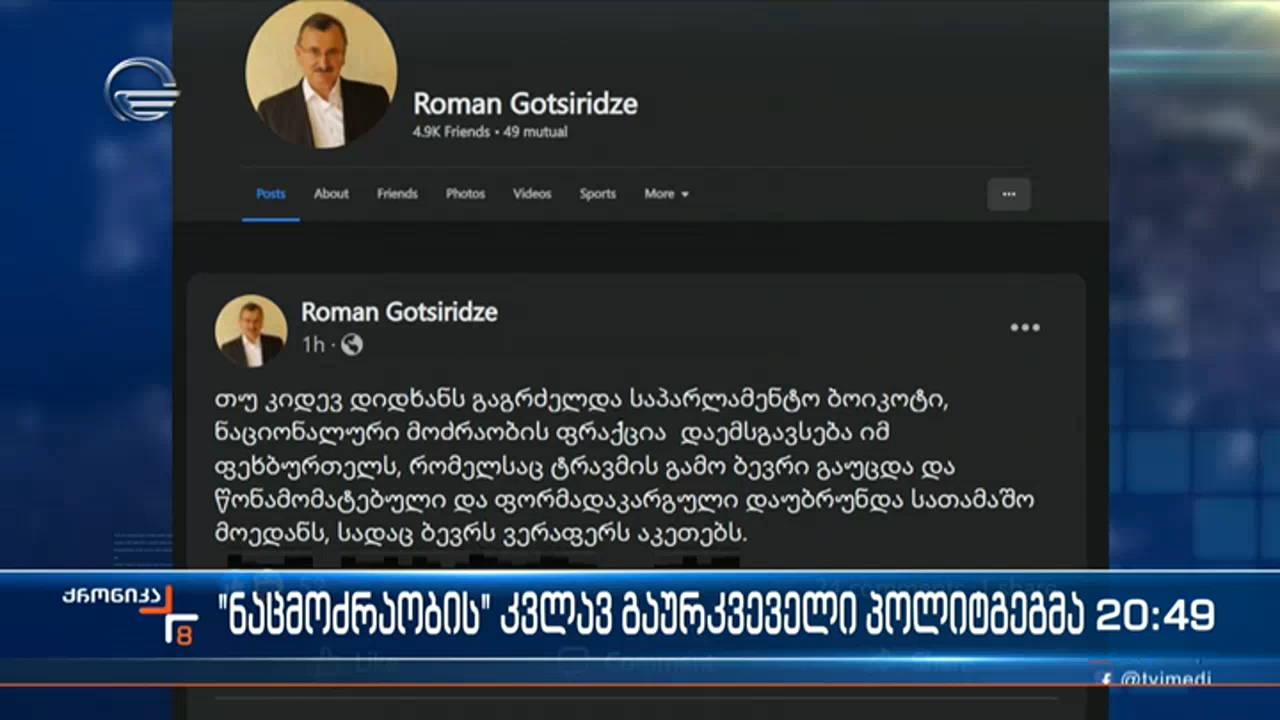 Roman Gotsiridze
4.9K Friends • 49 mutual
Posts About Friends Photos Videos Sports More
Roman Gotsiridze
1h
თუ კიდევ დიდხანს გაგრძელდა საპარლამენტო ბოიკოტი,
ნაციონალური მოძრაობის ფრაქცია დაემსგავსება იმ
ფეხბურთელს, რომელსაც ტრავმის გამო ბევრი გაუცდა და
წონამომატებული და ფორმადაკარგული დაუბრუნდა სათამაშო
მოედანს, სადაც ბევრს ვერაფერს აკეთებს.
ქრონიკა
8
"ნაცმოძრაობის" კვლავ გაურკვეველი პოლიტგეგმა 20:49
@tvimedi